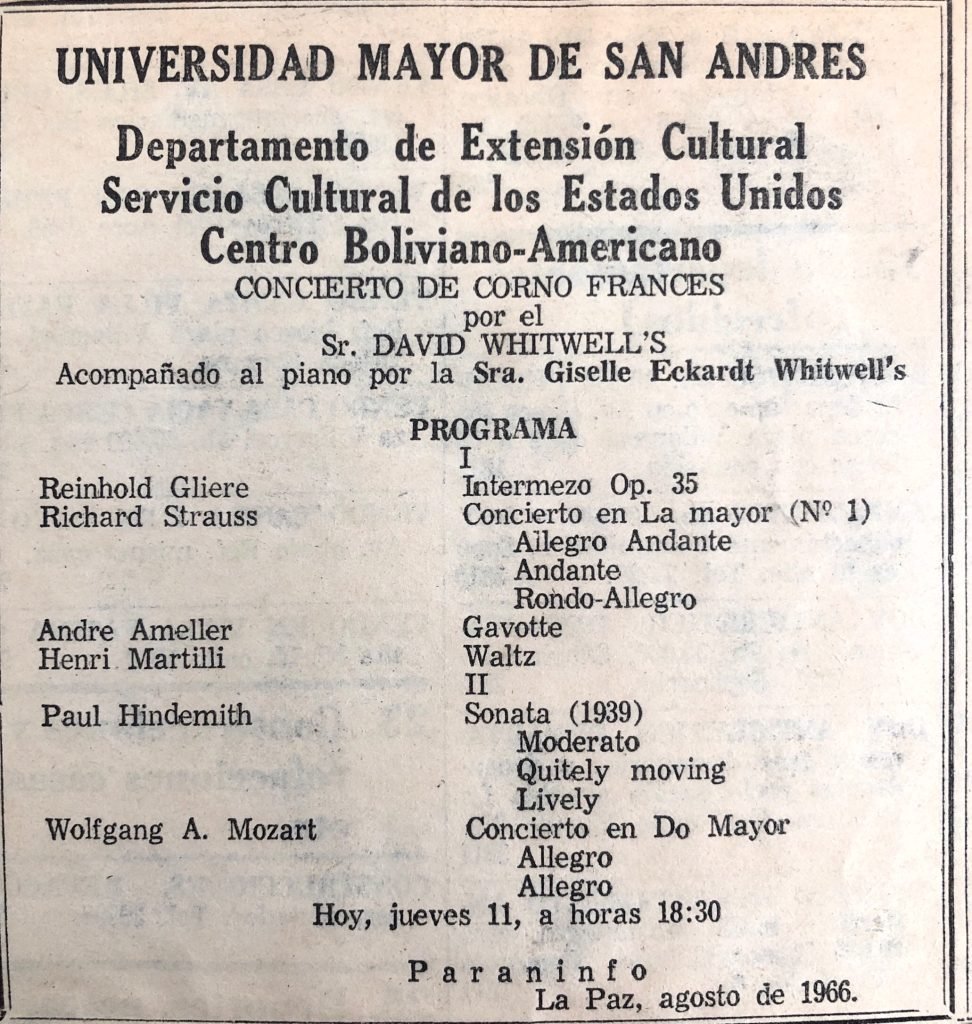 UNIVERSIDAD MAYOR DE SAN ANDRES
Departamento de Extensión Cultural
Servicio Cultural de los Estados Unidos
Centro Boliviano-Americano
CONCIERTO DE CORNO FRANCES
por el
Sr. DAVID WHITWELL'S
Acompañado al piano por la Sra. Giselle Eckardt Whitwell's
PROGRAMA
I
Reinhold Gliere Intermezo Op. 35
Richard Strauss Concierto en La mayor (Nº 1)
Allegro Andante
Andante
Rondo-Allegro
Andre Ameller Gavotte
Henri Martilli Waltz
II
Paul Hindemith Sonata (1939)
Moderato
Quitely moving
Lively
Wolfgang A. Mozart Concierto en Do Mayor
Allegro
Allegro
Hoy, jueves 11, a horas 18:30
Paraninfo
La Paz, agosto de 1966.